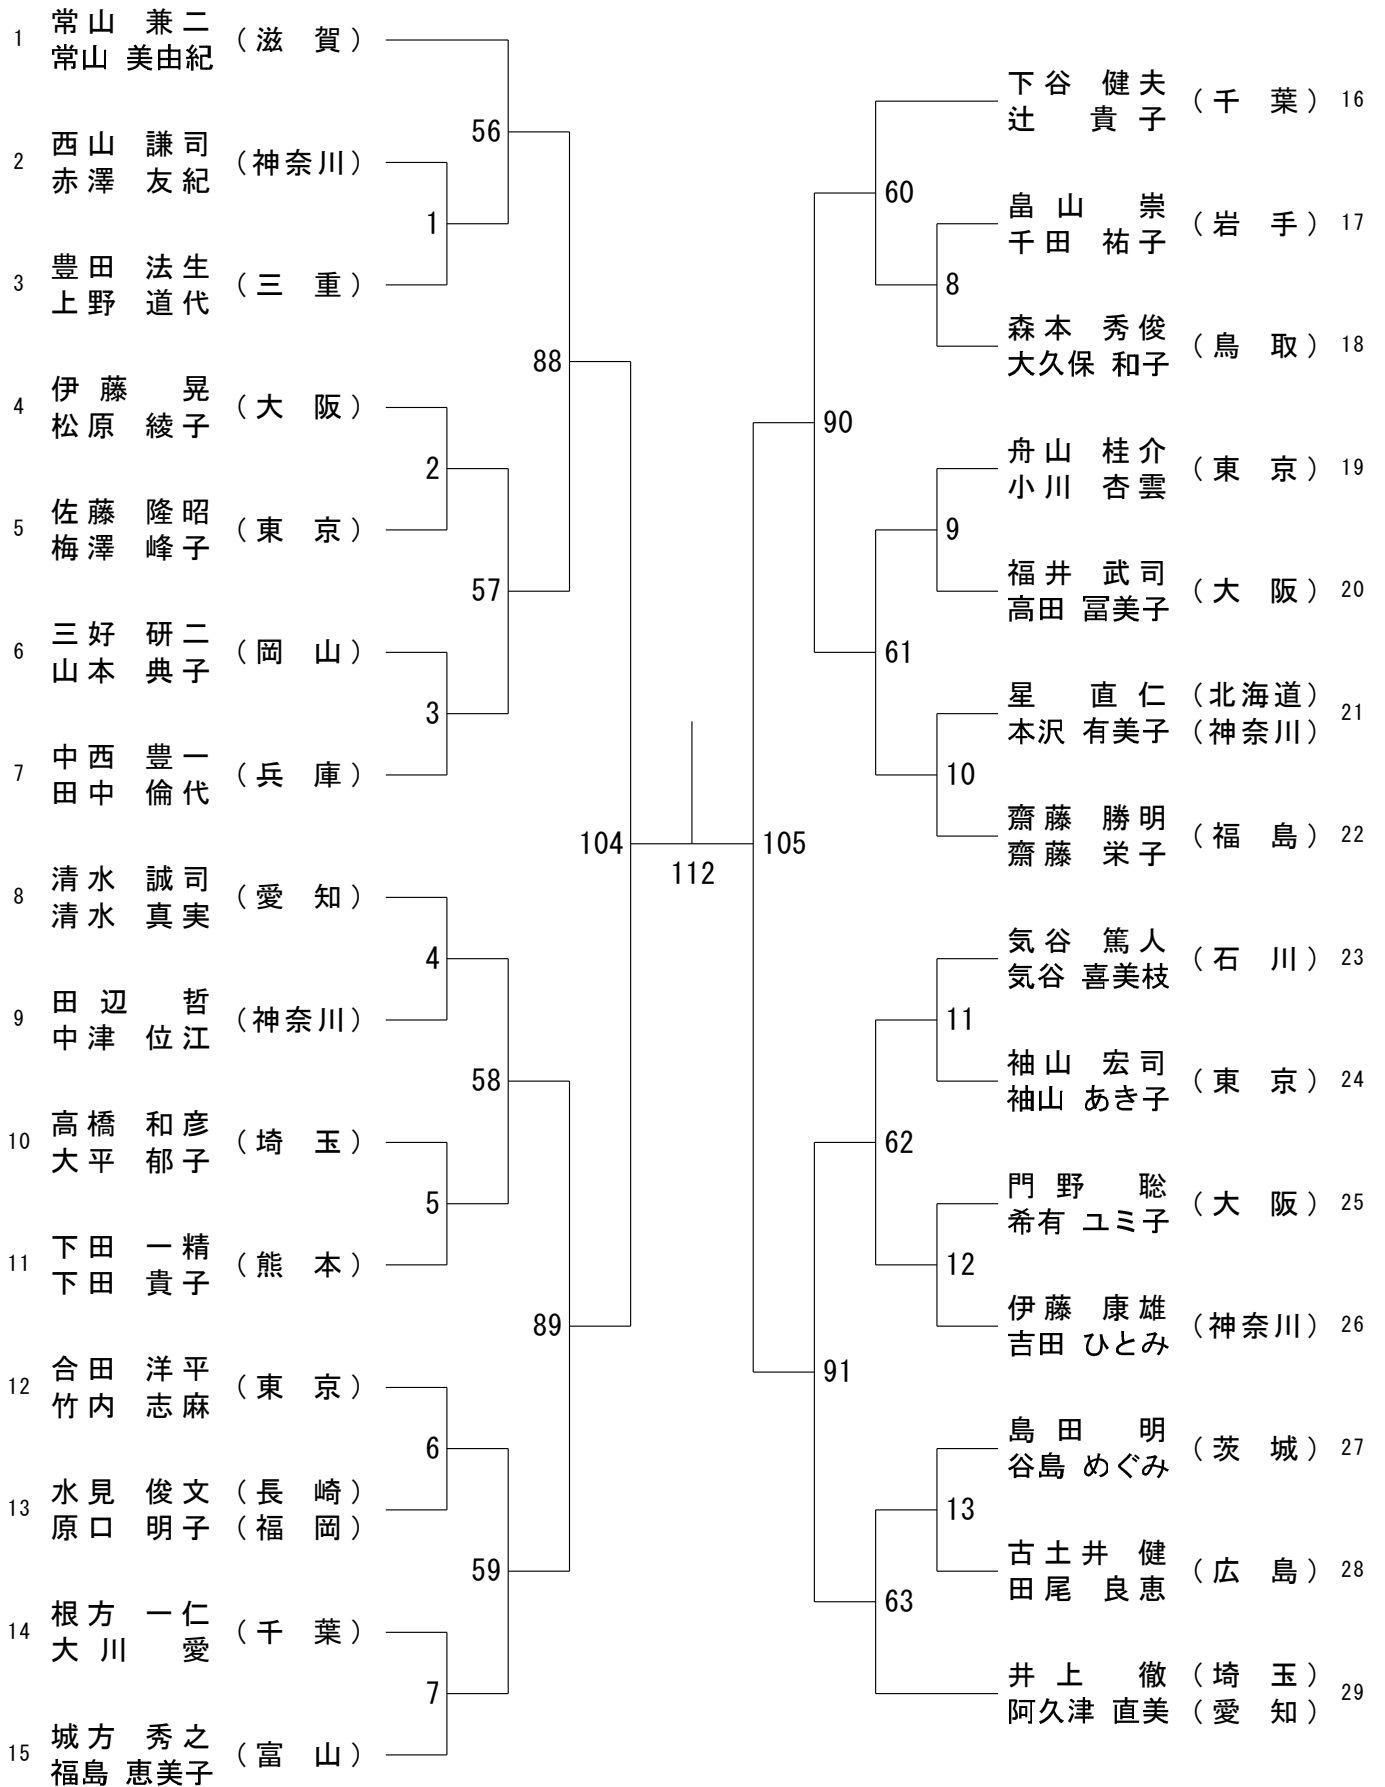 1 常山 兼二 (滋 賀)
常山 美由紀
2 西山 謙司 (神奈川)
赤澤 友紀
3 豊田 法生 (三 重)
上野 道代
4 伊藤 晃 (大 阪)
松原 綾子
5 佐藤 隆昭 (東 京)
梅澤 峰子
6 三好 研二 (岡 山)
山本 典子
7 中西 豊一 (兵 庫)
田中 倫代
8 清水 誠司 (愛 知)
清水 真実
9 田辺 哲 (神奈川)
中津 位江
10 高橋 和彦 (埼 玉)
大平 郁子
11 下田 一精 (熊 本)
下田 貴子
12 合田 洋平 (東 京)
竹内 志麻
13 水見 俊文 (長 崎)
原口 明子 (福 岡)
14 根方 一仁 (千 葉)
大川 愛
15 城方 秀之 (富 山)
福島 恵美子
56
1
88
2
57
3
104
4
58
5
89
6
59
7
112
105
90
60
8
9
61
10
11
62
12
91
13
63
下谷 健夫 (千 葉) 16
辻 貴子
畠山 崇 (岩 手) 17
千田 祐子
森本 秀俊 (鳥 取) 18
大久保 和子
舟山 桂介 (東 京) 19
小川 杏雲
福井 武司 (大 阪) 20
高田 冨美子
星 直仁 (北海道) 21
本沢 有美子 (神奈川)
齋藤 勝明 (福 島) 22
齋藤 栄子
気谷 篤人 (石 川) 23
気谷 喜美枝
袖山 宏司 (東 京) 24
袖山 あき子
門野 聡 (大 阪) 25
希有 ユミ子
伊藤 康雄 (神奈川) 26
吉田 ひとみ
島田 明 (茨 城) 27
谷島 めぐみ
古土井 健 (広 島) 28
田尾 良恵
井上 徹 (埼 玉) 29
阿久津 直美 (愛 知)